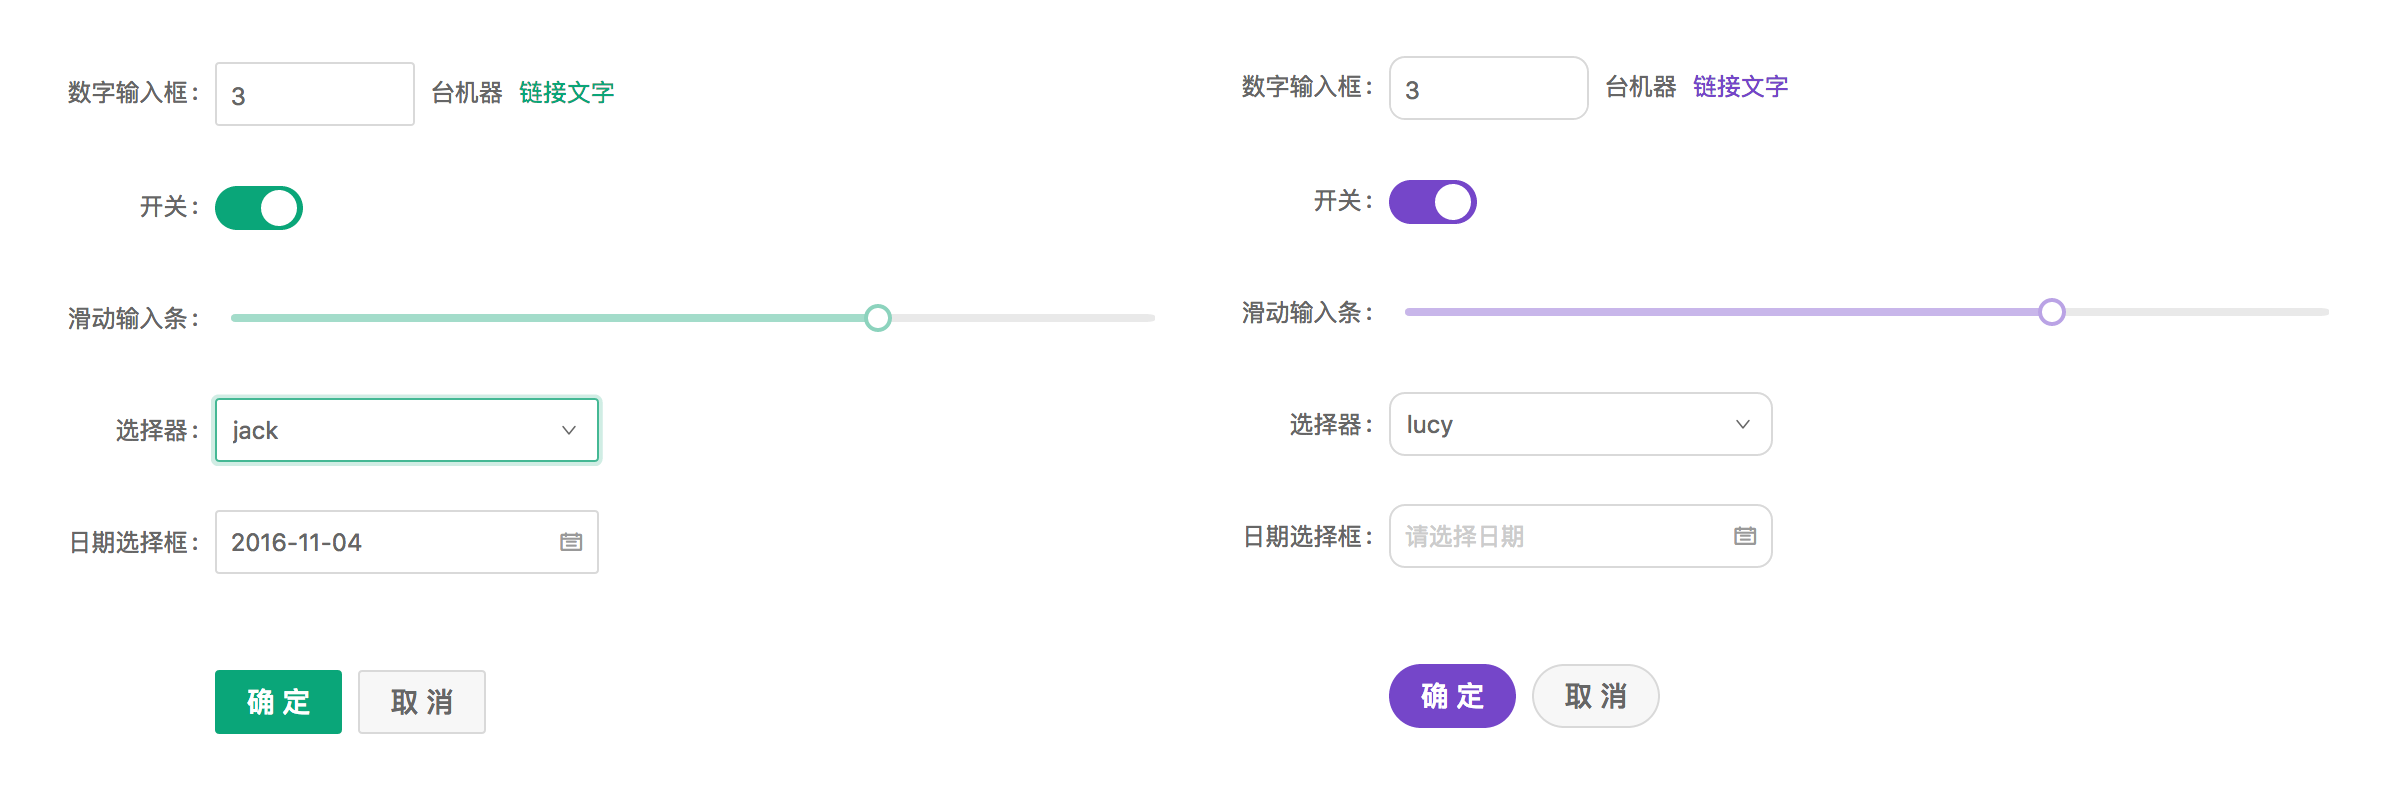 数字输入框： 3 台机器 链接文字
开关：
滑动输入条：
选择器： jack
日期选择框： 2016-11-04
确 定 取 消
数字输入框： 3 台机器 链接文字
开关：
滑动输入条：
选择器： lucy
日期选择框： 请选择日期
确 定 取 消